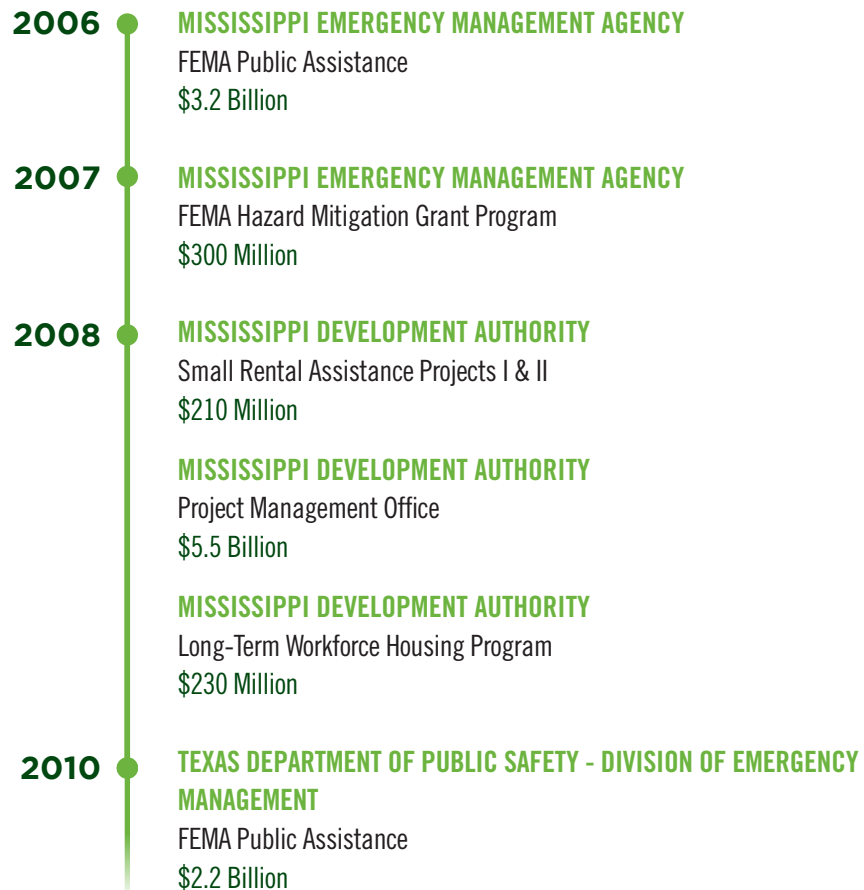 2006
MISSISSIPPI EMERGENCY MANAGEMENT AGENCY
FEMA Public Assistance
$3.2 Billion
2007
MISSISSIPPI EMERGENCY MANAGEMENT AGENCY
FEMA Hazard Mitigation Grant Program
$300 Million
2008
MISSISSIPPI DEVELOPMENT AUTHORITY
Small Rental Assistance Projects I & II
$210 Million
MISSISSIPPI DEVELOPMENT AUTHORITY
Project Management Office
$5.5 Billion
MISSISSIPPI DEVELOPMENT AUTHORITY
Long-Term Workforce Housing Program
$230 Million
2010
TEXAS DEPARTMENT OF PUBLIC SAFETY - DIVISION OF EMERGENCY
MANAGEMENT
FEMA Public Assistance
$2.2 Billion